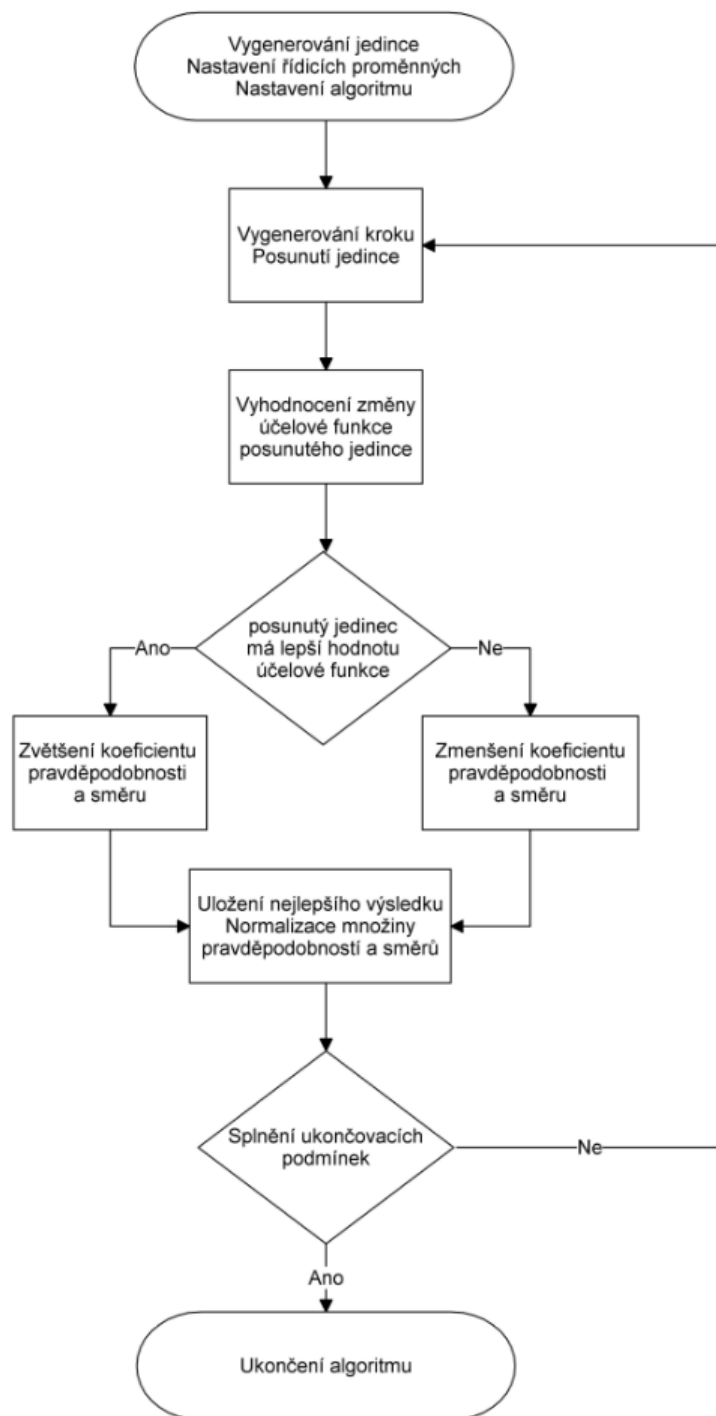 Vygenerování jedince
Nastavení řídicích proměnných
Nastavení algoritmu
Vygenerování kroku
Posunutí jedince
Vyhodnocení změny
účelové funkce
posunutého jedince
posunutý jedinec
má lepší hodnotu
účelové funkce
Ano
Ne
Zvětšení koeficientu
pravděpodobnosti
a směru
Zmenšení koeficientu
pravděpodobnosti
a směru
Uložení nejlepšího výsledku
Normalizace množiny
pravděpodobností a směrů
Splnění ukončovacích
podmínek
Ne
Ano
Ukončení algoritmu